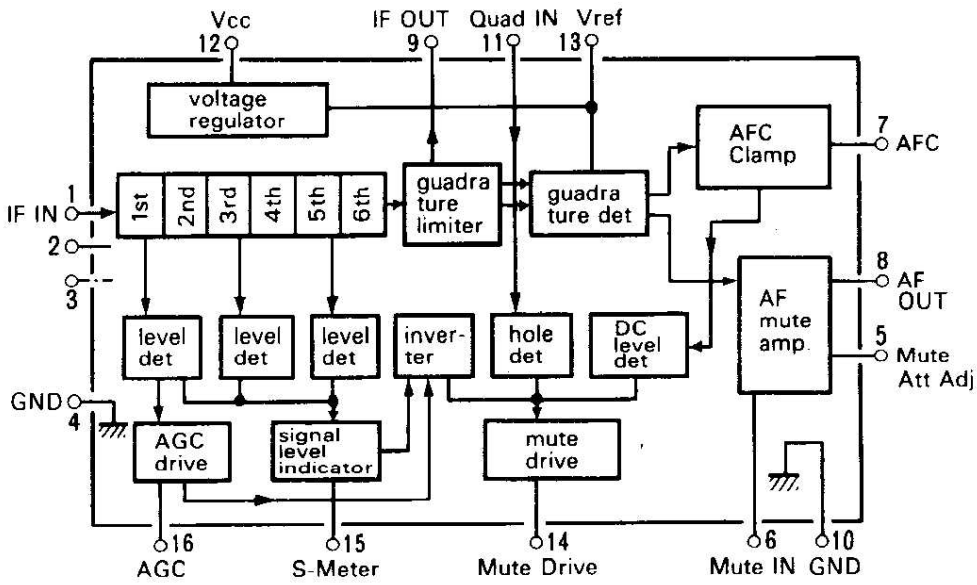 Vcc
12
IF OUT
9
Quad IN
11
Vref
13
voltage
regulator
AFC
Clamp
7
AFC
1
IF IN
1st
2nd
3rd
4th
5th
6th
guadra
ture
limiter
guadra
ture det
2
3
8
AF
OUT
AF
mute
amp.
5
Mute
Att Adj
level
det
level
det
level
det
inver-
ter
hole
det
DC
level
det
GND
4
AGC
drive
signal
level
indicator
mute
drive
16
AGC
15
S-Meter
14
Mute Drive
6
Mute IN
10
GND